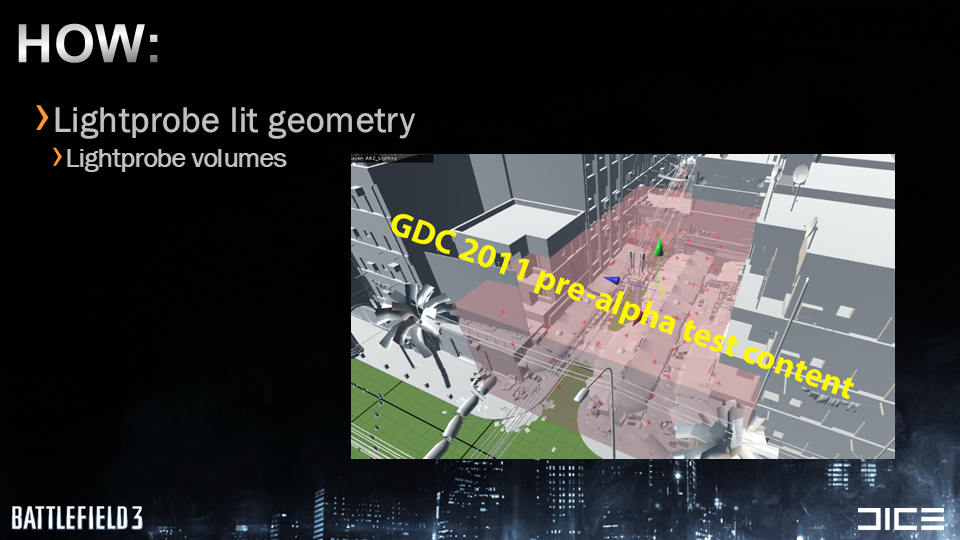 HOW:
Lightprobe lit geometry
Lightprobe volumes
GDC 2011 pre-alpha test content
BATTLEFIELD 3
DICE